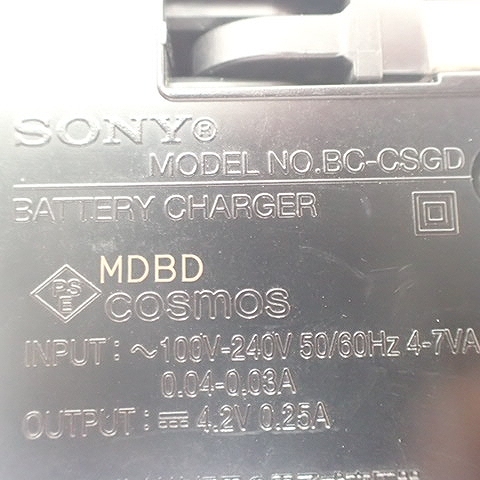 SONY®
MODEL NO.BC-CSGD
BATTERY CHARGER
PSE
MDBD
cosmos
INPUT : ~100V-240V 50/60Hz 4-7VA
0.04-0.03A
OUTPUT : ⎓ 4.2V 0.25A